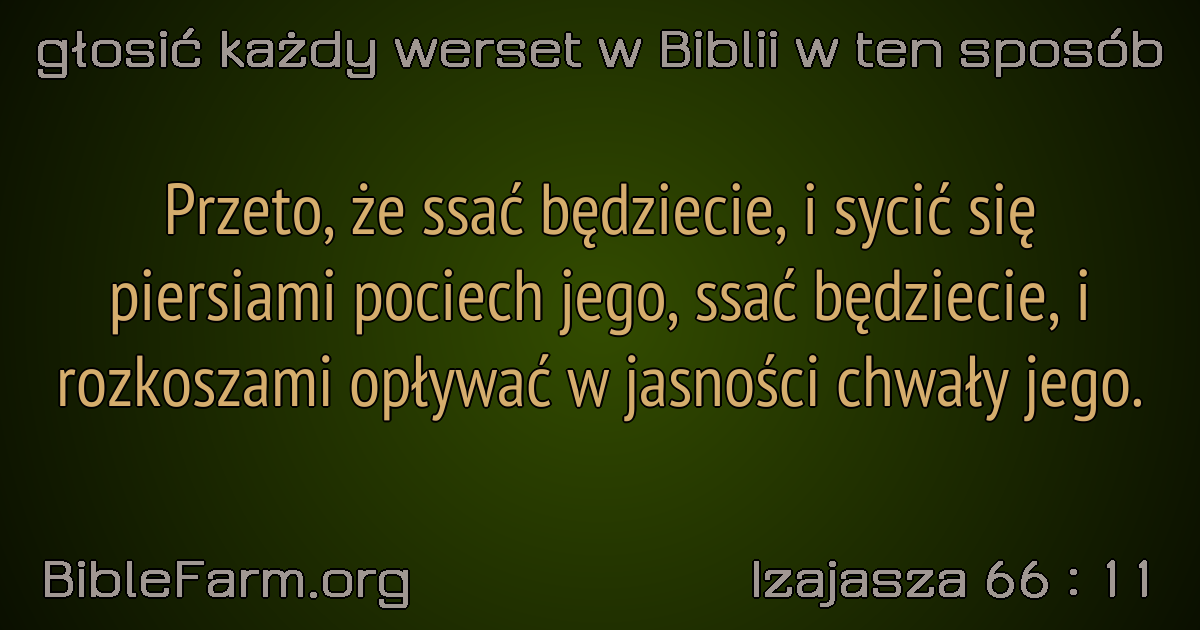 głosić każdy werset w Biblii w ten sposób
Przeto, że ssać będziecie, i sycić się
piersiami pociech jego, ssać będziecie, i
rozkoszami opływać w jasności chwały jego.
BibleFarm.org
Izajasza 66 : 11